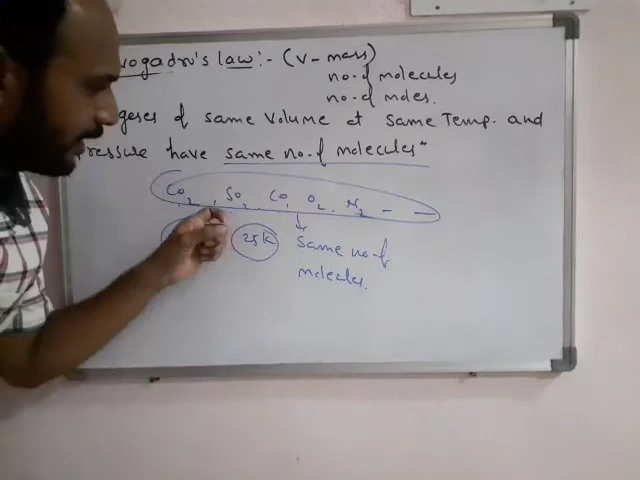 vogadro's law :- (V - mass)
no. of molecules
no. of moles.
gases of same volume at same Temp. and
pressure have same no. of molecules"
CO2, SO2, CO, O2, N2 - -
25K same no. of
molecules.